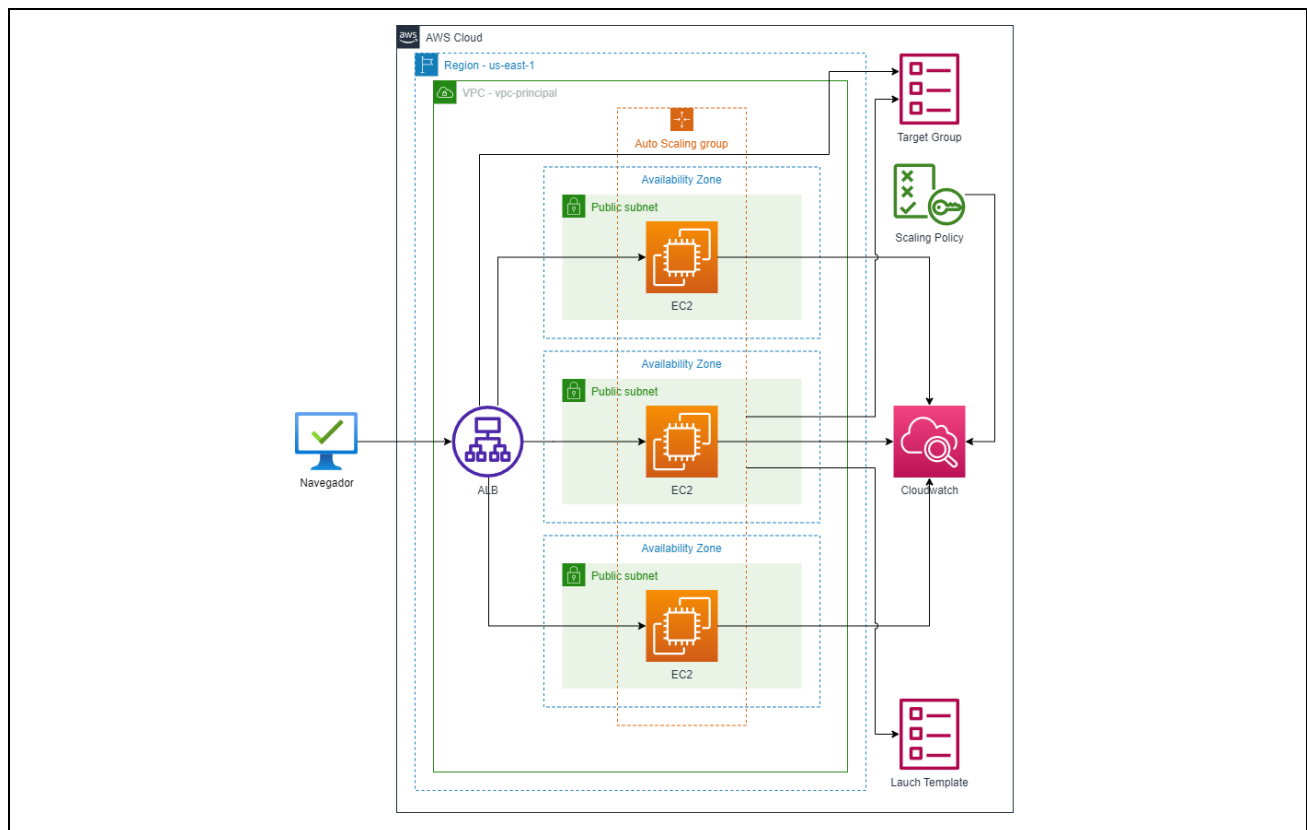 aws
AWS Cloud
Region - us-east-1
VPC - vpc-principal
Auto Scaling group
Target Group
Availability Zone
Public subnet
Scaling Policy
EC2
Availability Zone
Public subnet
Navegador
ALB
EC2
Cloudwatch
Availability Zone
Public subnet
EC2
Lauch Template